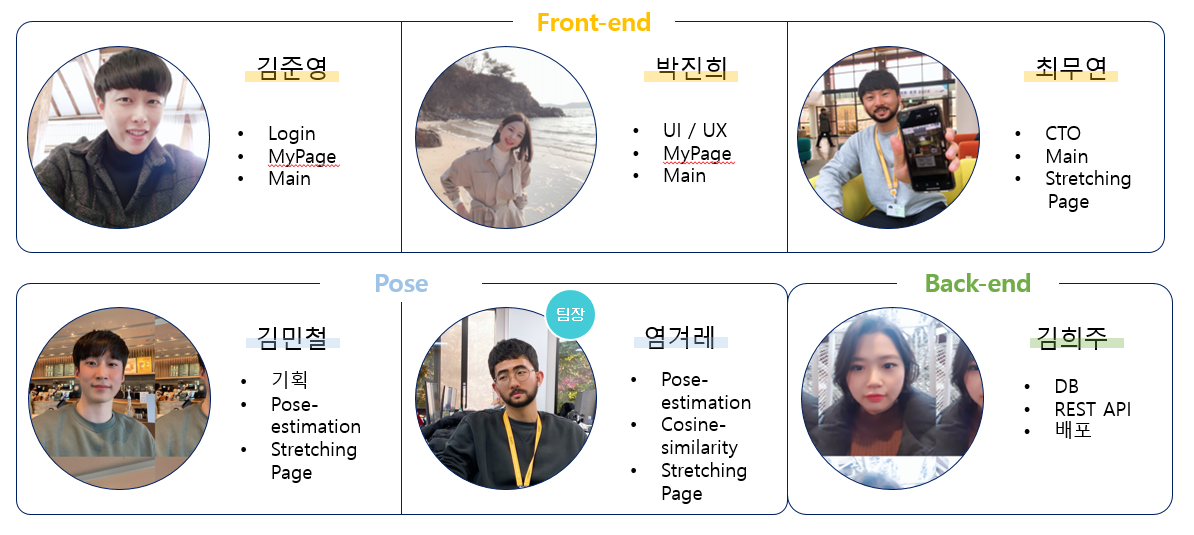 Front-end
김준영
• Login
• MyPage
• Main
박진희
• UI / UX
• MyPage
• Main
최무연
• CTO
• Main
• Stretching
Page
Pose
김민철
• 기획
• Pose-
estimation
• Stretching
Page
팀장
염겨레
• Pose-
estimation
• Cosine-
similarity
• Stretching
Page
Back-end
김희주
• DB
• REST API
• 배포